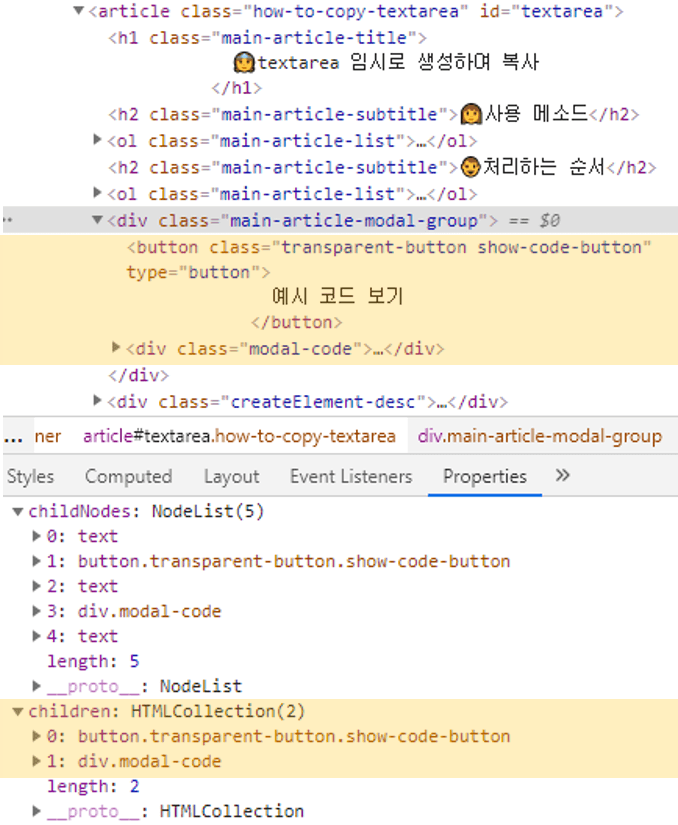 ▼<article class="how-to-copy-textarea" id="textarea">
<h1 class="main-article-title">
👰textarea 임시로 생성하며 복사
</h1>
<h2 class="main-article-subtitle">👩사용 메소드</h2>
▶<ol class="main-article-list">…</ol>
<h2 class="main-article-subtitle">👨처리하는 순서</h2>
▶<ol class="main-article-list">…</ol>
▼<div class="main-article-modal-group"> == $0
<button class="transparent-button show-code-button"
type="button">
예시 코드 보기
</button>
▶<div class="modal-code">…</div>
</div>
▶<div class="createElement-desc">…</div>
... ner article#textarea.how-to-copy-textarea div.main-article-modal-group
Styles Computed Layout Event Listeners Properties »
▼childNodes: NodeList(5)
▶0: text
▶1: button.transparent-button.show-code-button
▶2: text
▶3: div.modal-code
▶4: text
length: 5
▶__proto__: NodeList
▼children: HTMLCollection(2)
▶0: button.transparent-button.show-code-button
▶1: div.modal-code
length: 2
▶__proto__: HTMLCollection